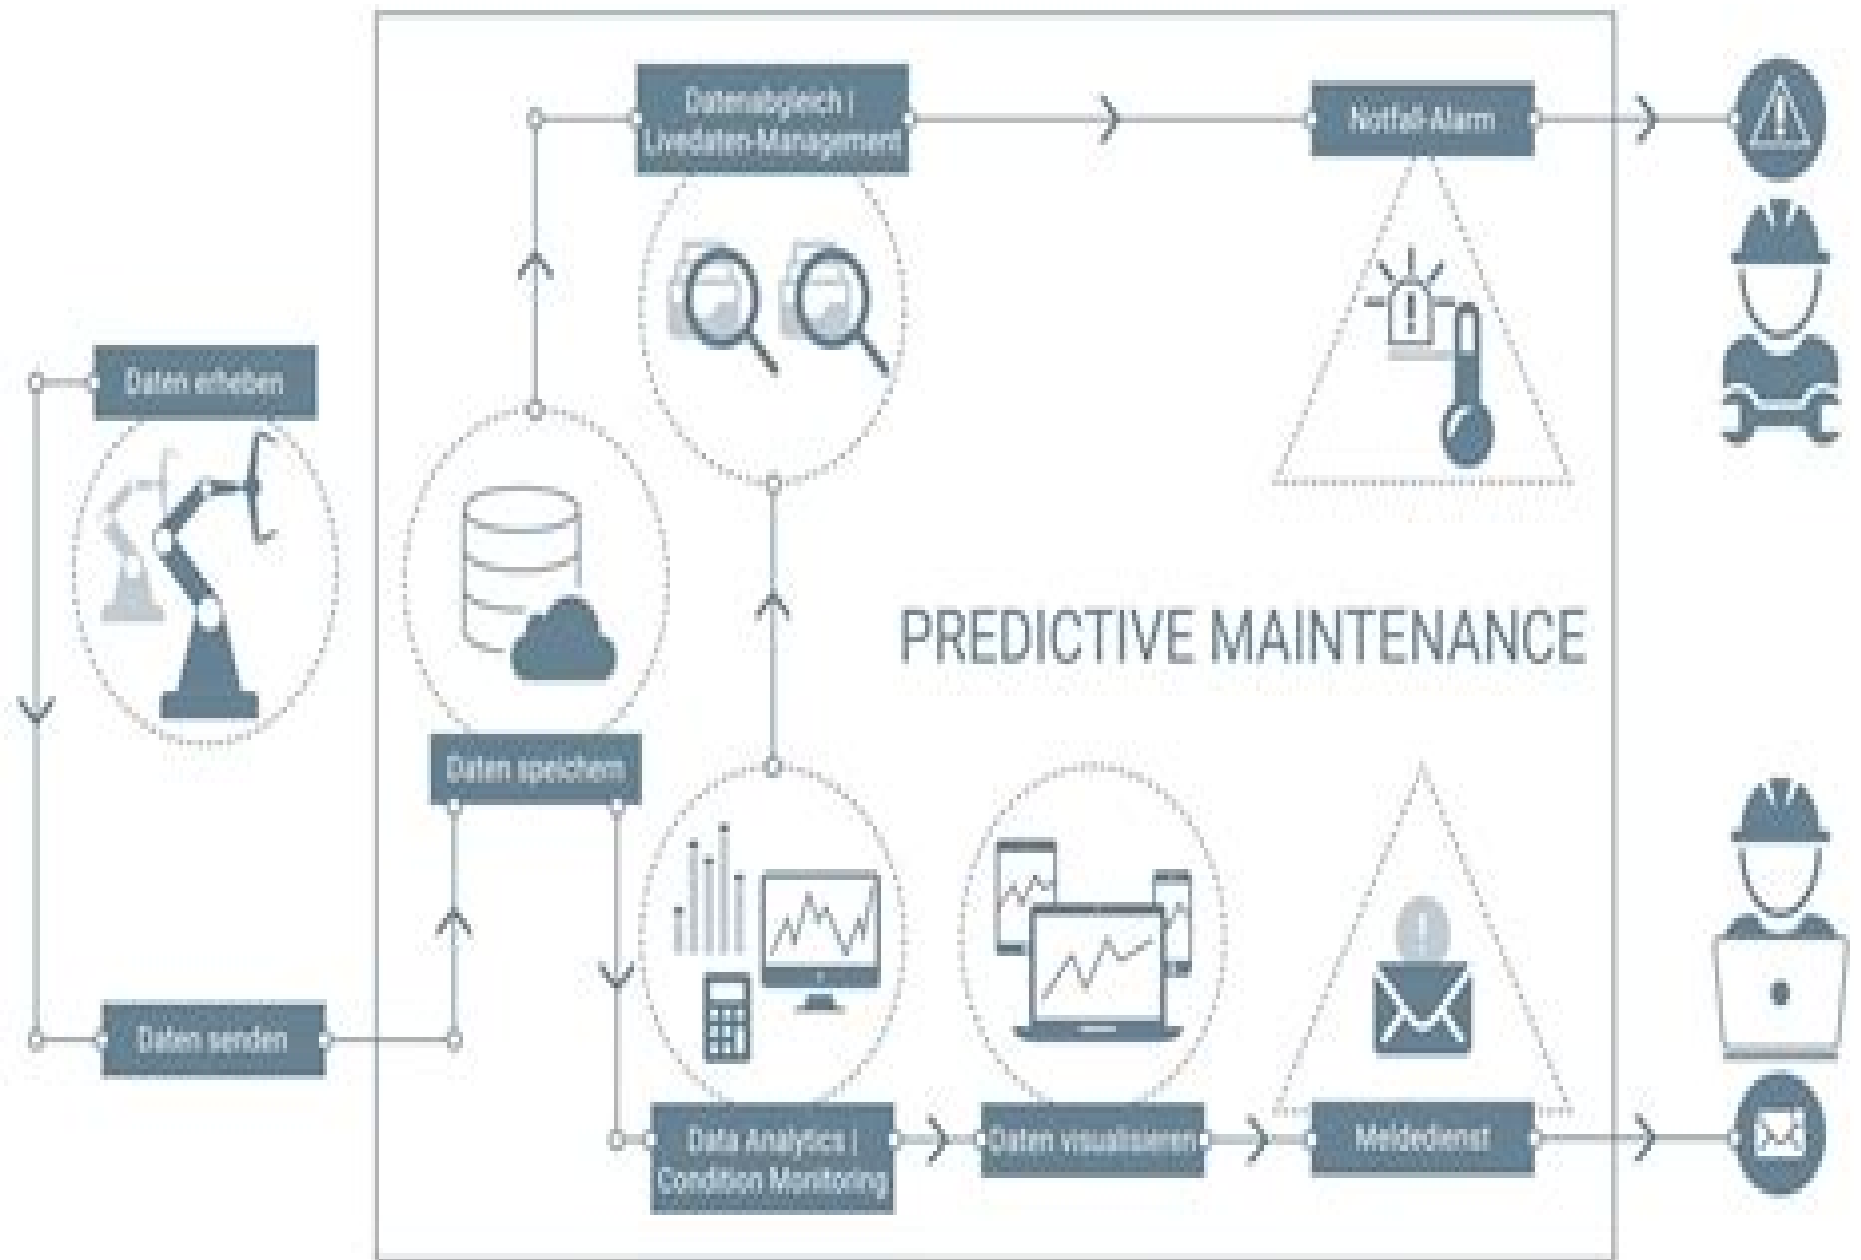 Datenabgleich |
Livedaten-Management
Notfall-Alarm
Daten erheben
PREDICTIVE MAINTENANCE
Daten speichern
Daten senden
Data Analytics |
Condition Monitoring
Daten visualisieren
Meldedienst